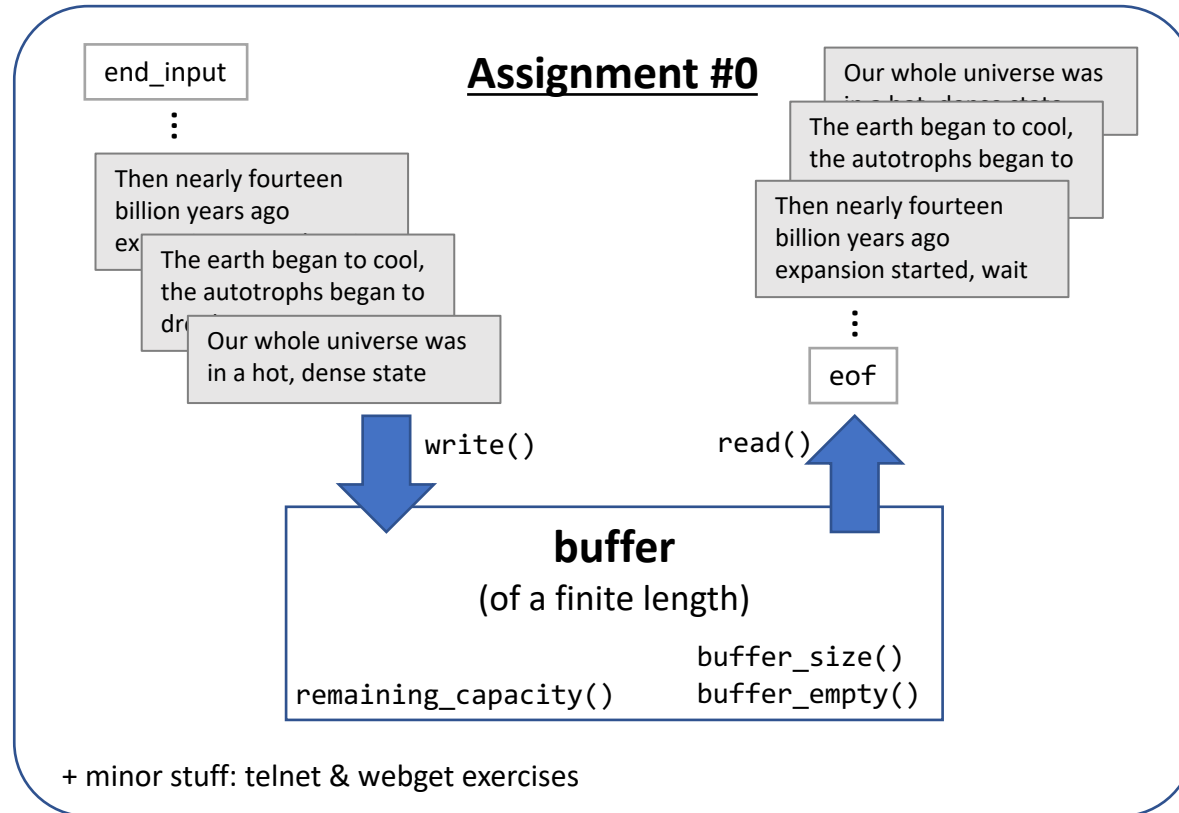 Assignment #0
end_input
⋮
Then nearly fourteen
billion years ago
ex
The earth began to cool,
the autotrophs began to
Our whole universe was
in a hot, dense state
write()
Our whole universe was
The earth began to cool,
the autotrophs began to
Then nearly fourteen
billion years ago
expansion started, wait
⋮
eof
read()
buffer
(of a finite length)
remaining_capacity()
buffer_size()
buffer_empty()
+ minor stuff: telnet & webget exercises